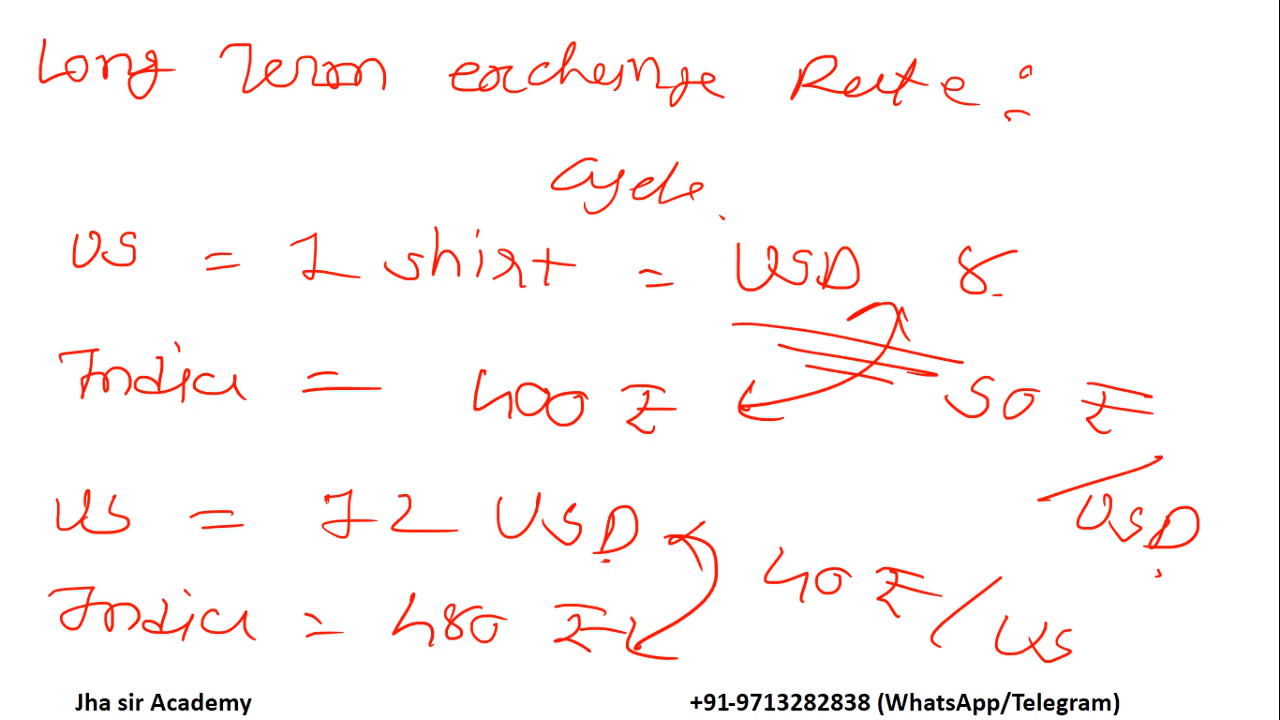 Long Term exchange Rate :
Cycle.
US = 1 shirt = USD 8.
India = 400 ₹ 50 ₹ / USD
US = 12 USD
India = 480 ₹ 40 ₹ / US
Jha sir Academy +91-9713282838 (WhatsApp/Telegram)